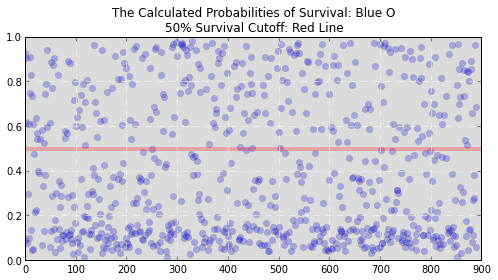 The Calculated Probabilities of Survival: Blue O
50% Survival Cutoff: Red Line
1.0
0.8
0.6
0.4
0.2
0.0
0 100 200 300 400 500 600 700 800 900